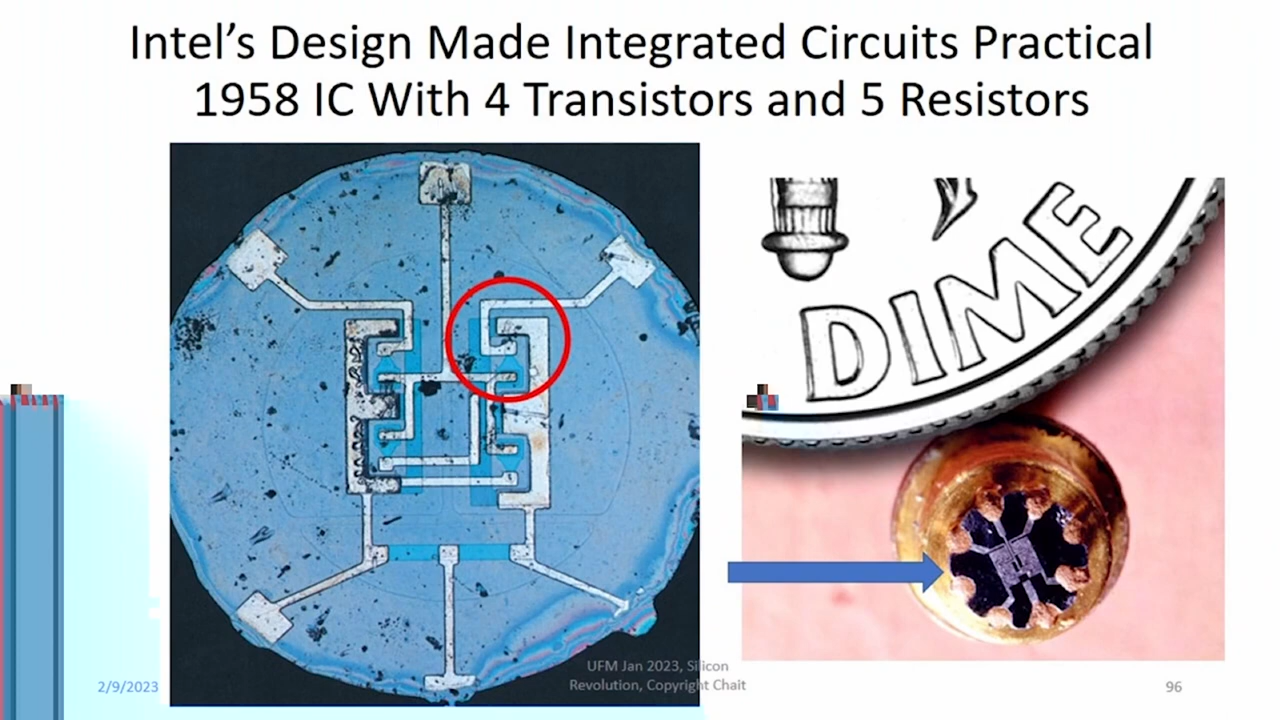 Intel’s Design Made Integrated Circuits Practical
1958 IC With 4 Transistors and 5 Resistors
DIME
2/9/2023
UFM Jan 2023, Silicon
Revolution, Copyright Chait
96